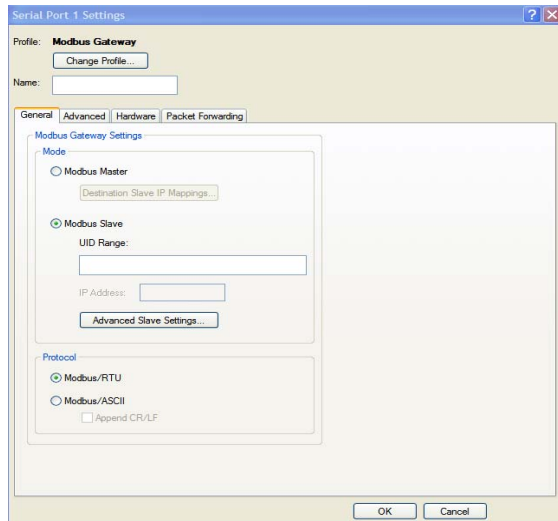 Serial Port 1 Settings
Profile: Modbus Gateway
Change Profile...
Name:
General Advanced Hardware Packet Forwarding
Modbus Gateway Settings
Mode
Modbus Master
Destination Slave IP Mappings...
Modbus Slave
UID Range:
IP Address:
Advanced Slave Settings...
Protocol
Modbus/RTU
Modbus/ASCII
Append CR/LF
OK Cancel